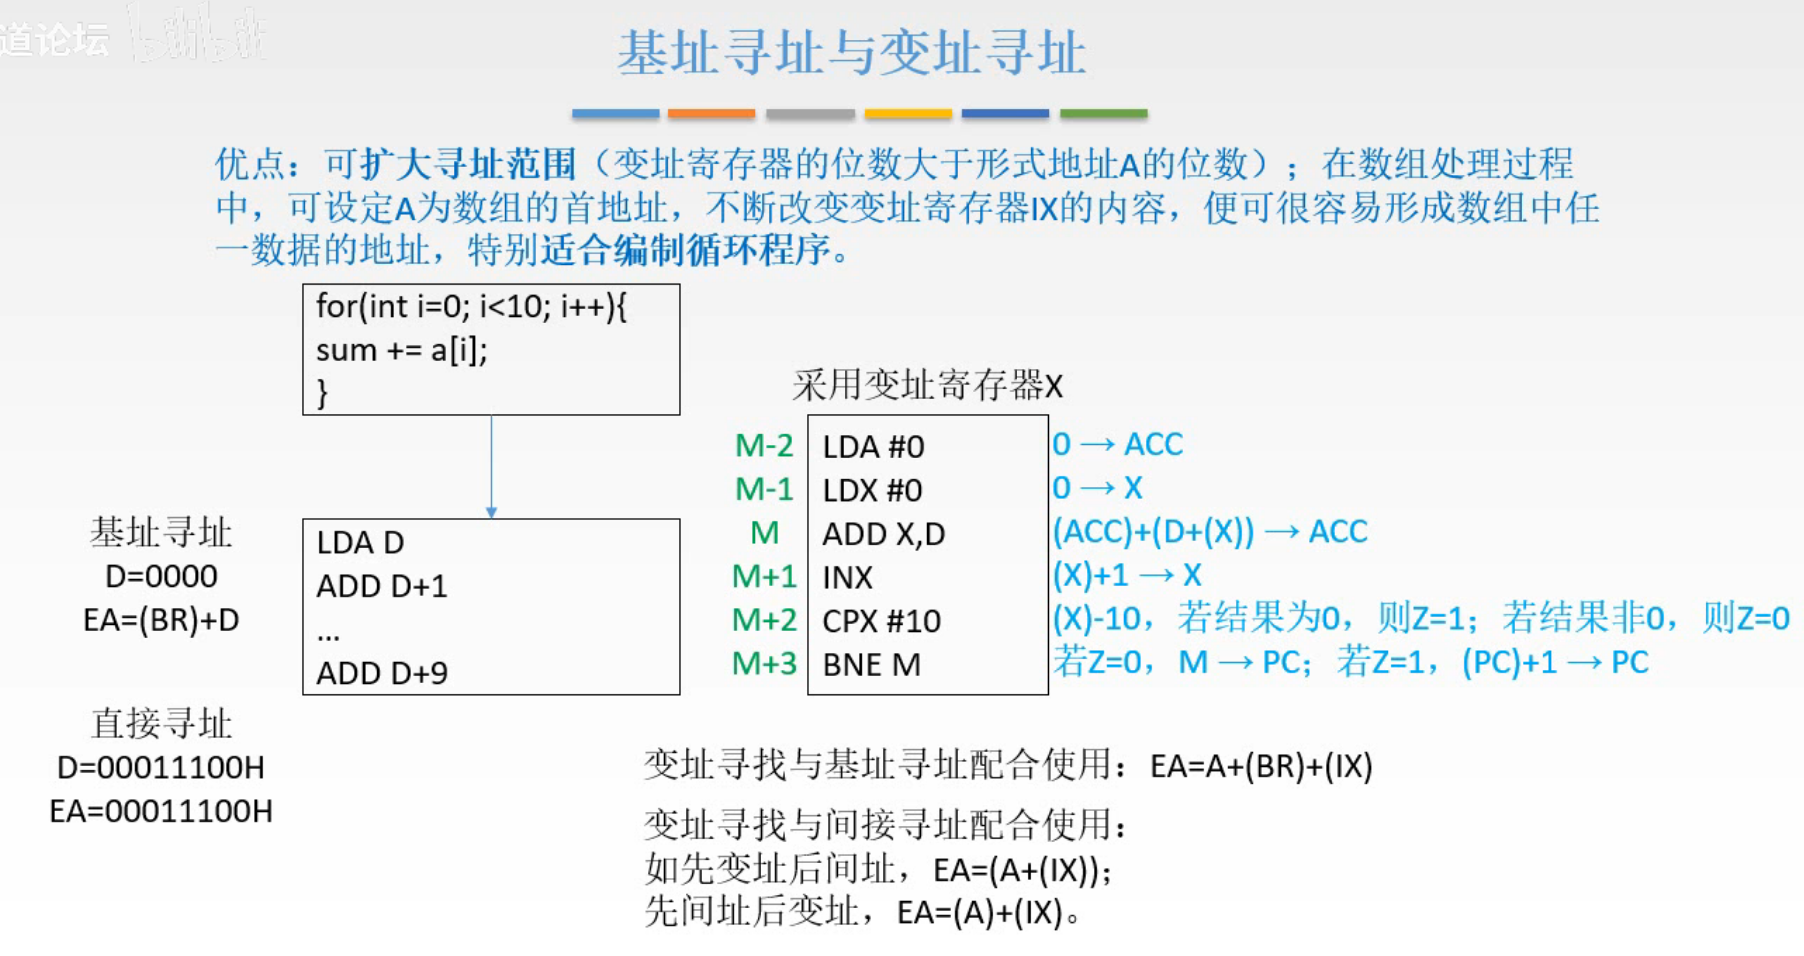 道论坛 bilibili
基址寻址与变址寻址
优点：可扩大寻址范围（变址寄存器的位数大于形式地址A的位数）；在数组处理过程
中，可设定A为数组的首地址，不断改变变址寄存器IX的内容，便可很容易形成数组中任
一数据的地址，特别适合编制循环程序。
for(int i=0; i<10; i++){
sum += a[i];
}
基址寻址
D=0000
EA=(BR)+D
LDA D
ADD D+1
...
ADD D+9
直接寻址
D=00011100H
EA=00011100H
采用变址寄存器X
M-2 LDA #0 0 → ACC
M-1 LDX #0 0 → X
M ADD X,D (ACC)+(D+(X)) → ACC
M+1 INX (X)+1 → X
M+2 CPX #10 (X)-10，若结果为0，则Z=1；若结果非0，则Z=0
M+3 BNE M 若Z=0，M → PC；若Z=1，(PC)+1 → PC
变址寻找与基址寻址配合使用：EA=A+(BR)+(IX)
变址寻找与间接寻址配合使用：
如先变址后间址，EA=(A+(IX));
先间址后变址，EA=(A)+(IX)。